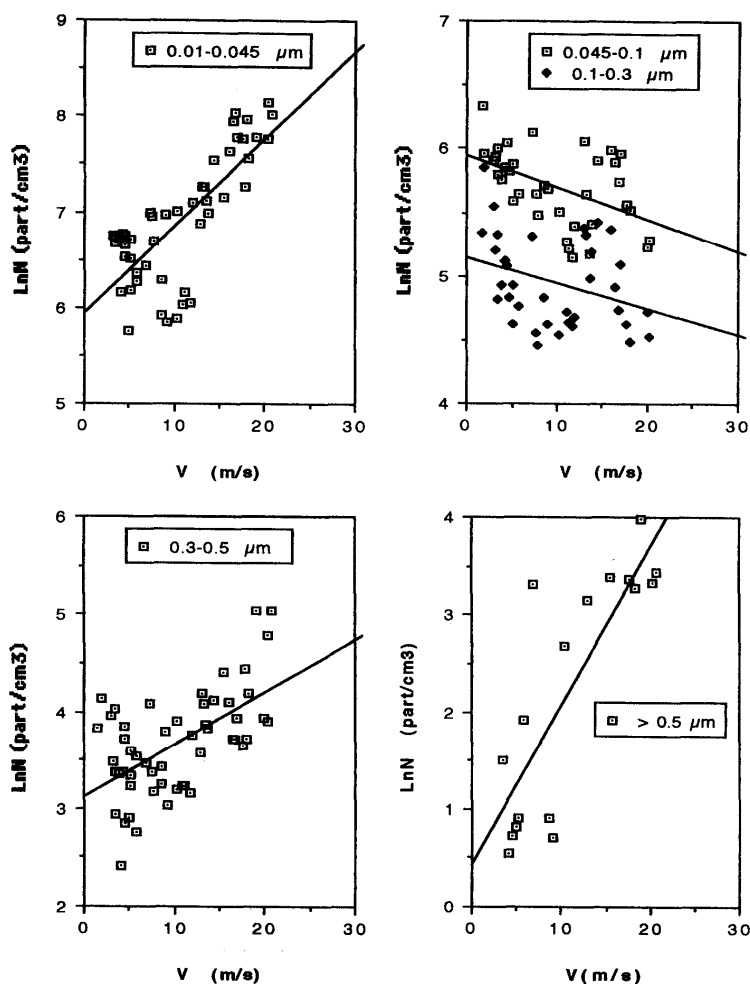 9
8
7
6
5
0.01-0.045 µm
LnN (part/cm3)
0
10
20
30
V (m/s)
7
6
5
4
0.045-0.1 µm
0.1-0.3 µm
LnN (part/cm3)
0
10
20
30
V (m/s)
6
5
4
3
2
0.3-0.5 µm
LnN (part/cm3)
0
10
20
30
V (m/s)
4
3
2
1
0
> 0.5 µm
LnN (part/cm3)
0
10
20
30
V(m/s)